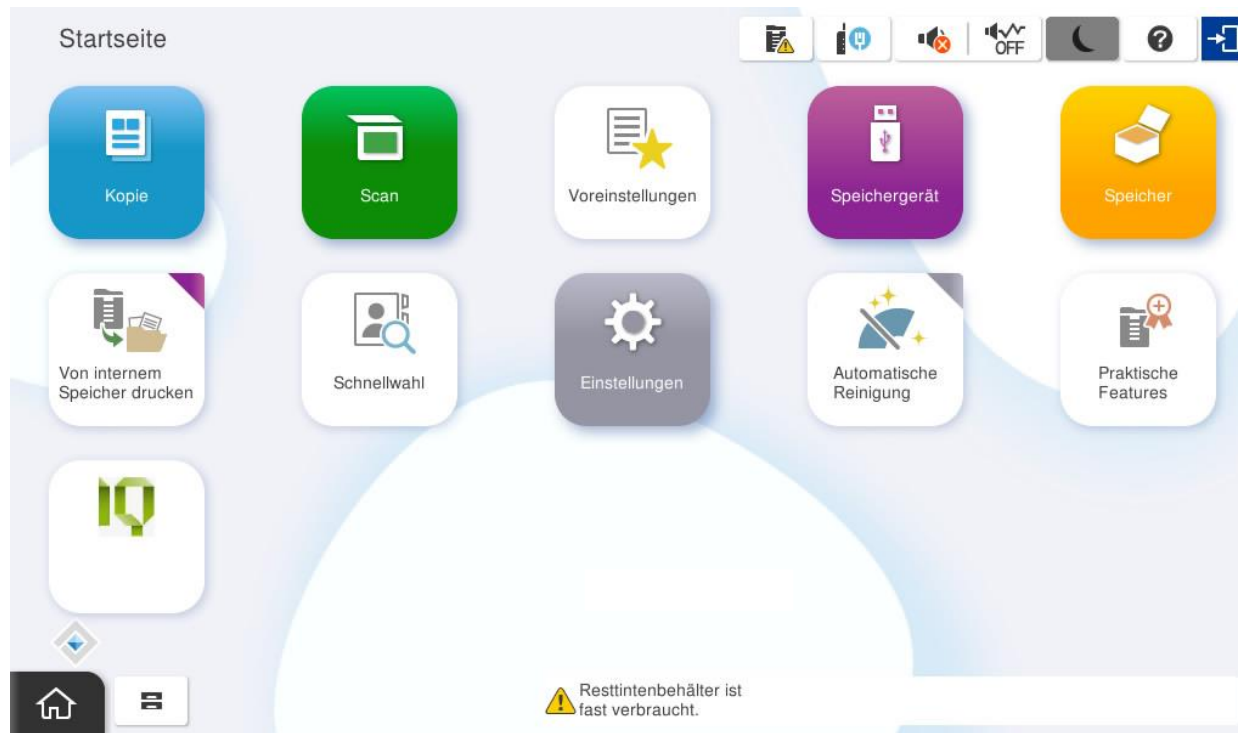 Startseite
OFF
Kopie
Scan
Voreinstellungen
Speichergerät
Speicher
Von internem
Speicher drucken
Schnellwahl
Einstellungen
Automatische
Reinigung
Praktische
Features
IQ
Resttintenbehälter ist
fast verbraucht.